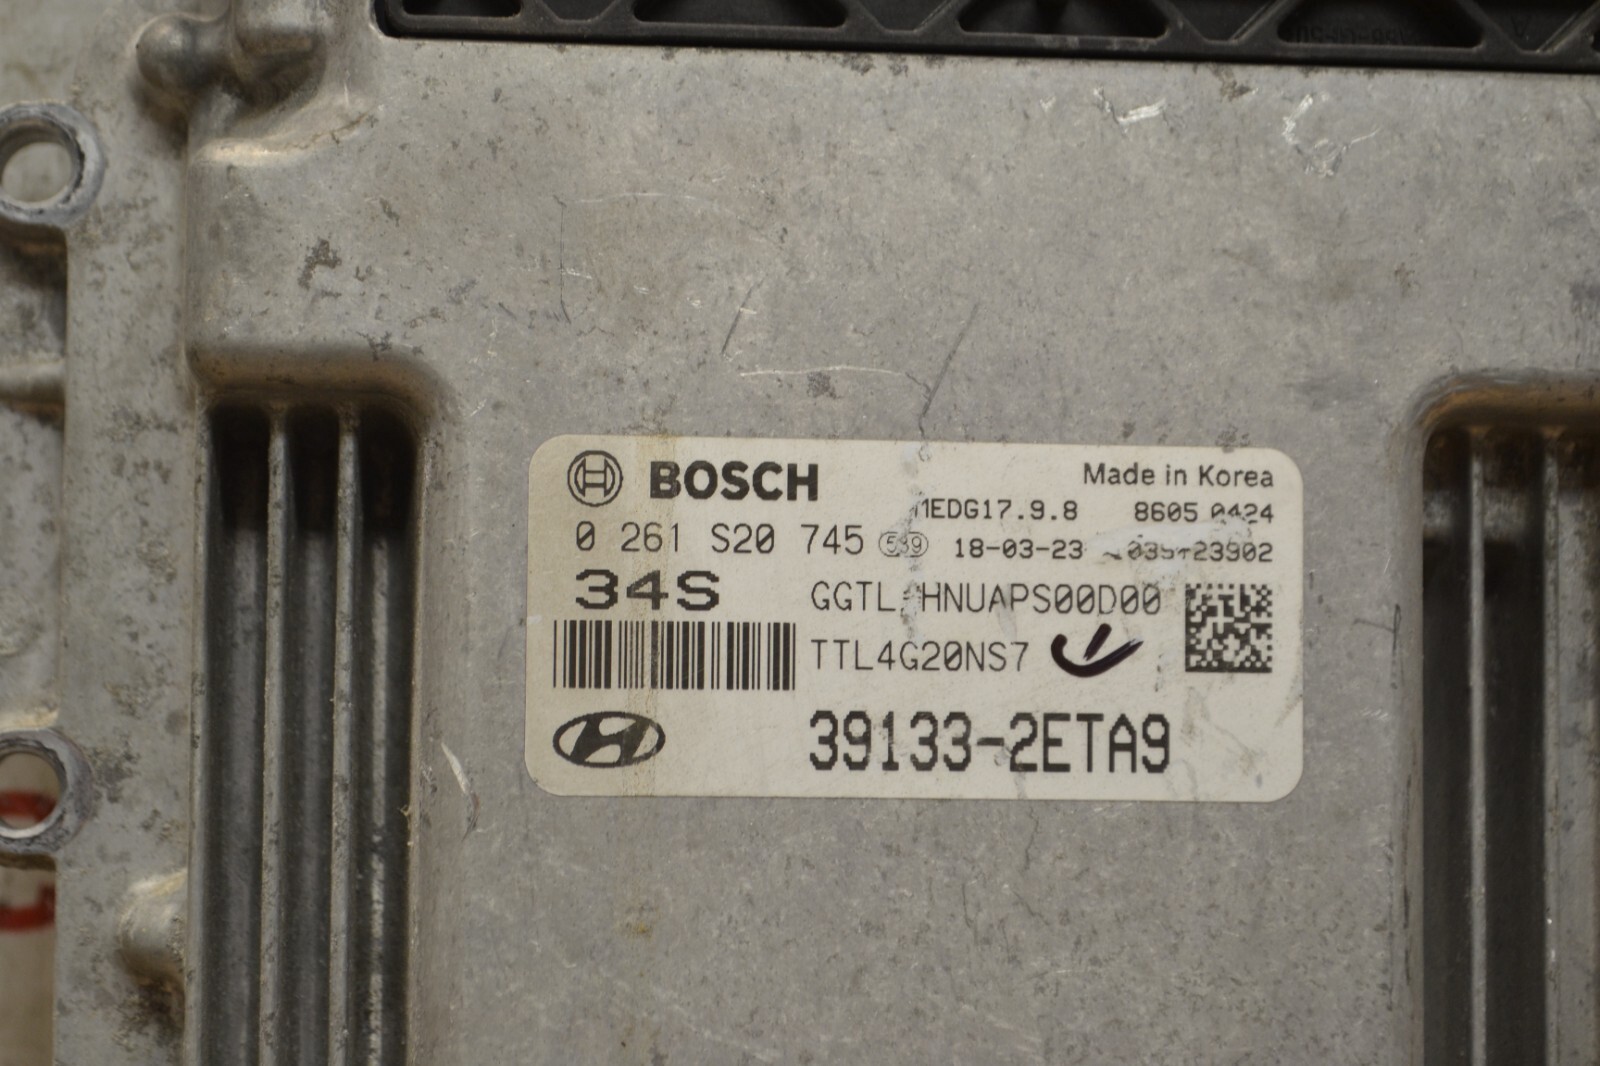 BOSCH
Made in Korea
MEDG17.9.8 8605 0424
0 261 S20 745 589 18-03-23
34S
GGTL HNUAPS00D00
TTL4G20NS7
39133-2ETA9